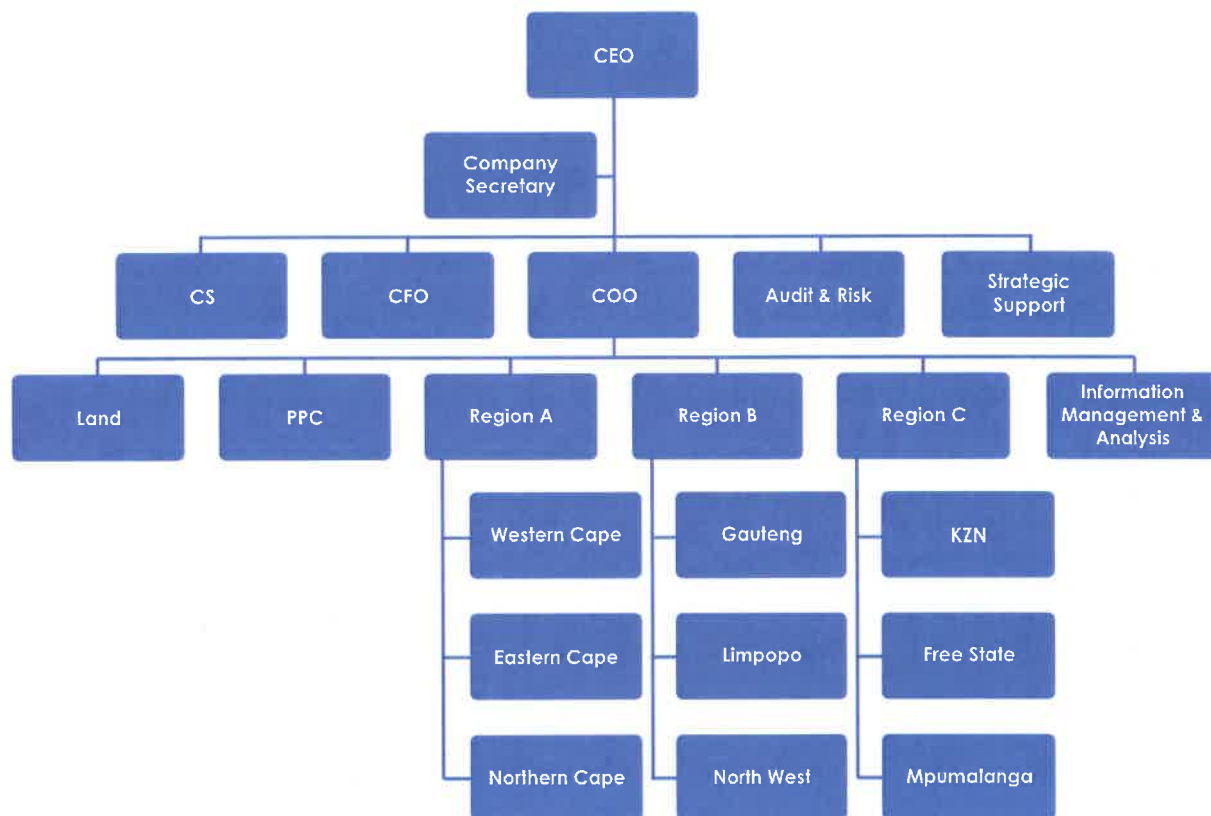 CEO
Company
Secretary
CS
CFO
COO
Audit & Risk
Strategic
Support
Land
PPC
Region A
Region B
Region C
Information
Management &
Analysis
Western Cape
Gauteng
KZN
Eastern Cape
Limpopo
Free State
Northern Cape
North West
Mpumalanga